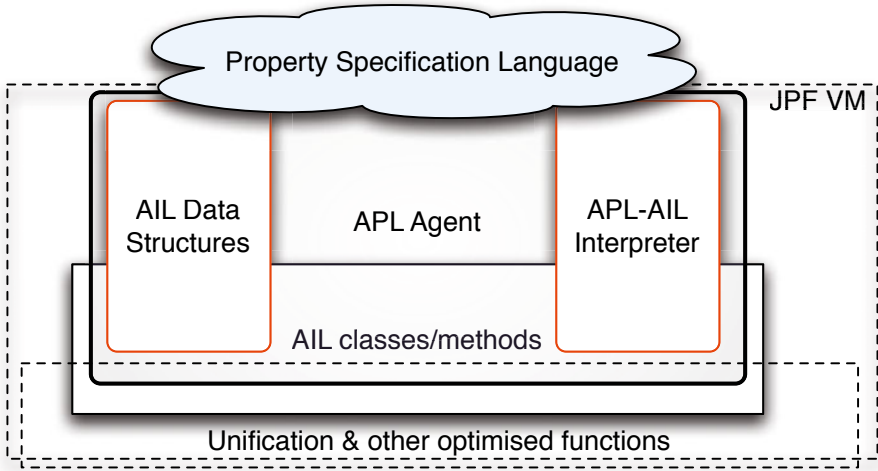 Property Specification Language
JPF VM
AIL Data
Structures
APL Agent
APL-AIL
Interpreter
AIL classes/methods
Unification & other optimised functions